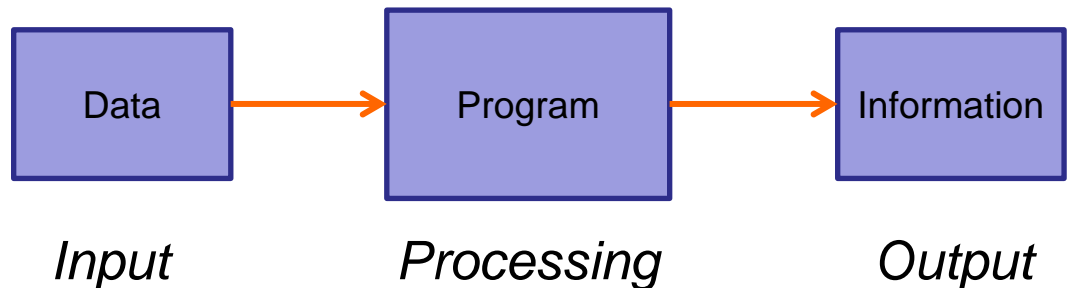 Data
Program
Information
Input
Processing
Output